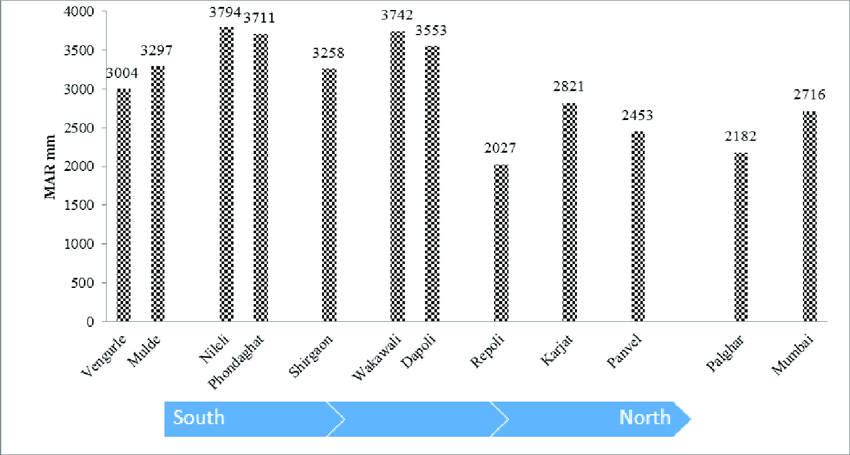 MAR mm
4000
3500
3000
2500
2000
1500
1000
500
0
3004
3297
3794
3711
3258
3742
3553
2027
2821
2453
2182
2716
Vengurle
Mulde
Nileli
Phondaghat
Shirgaon
Wakawali
Dapoli
Repoli
Karjat
Panvel
Palghar
Mumbai
South
North